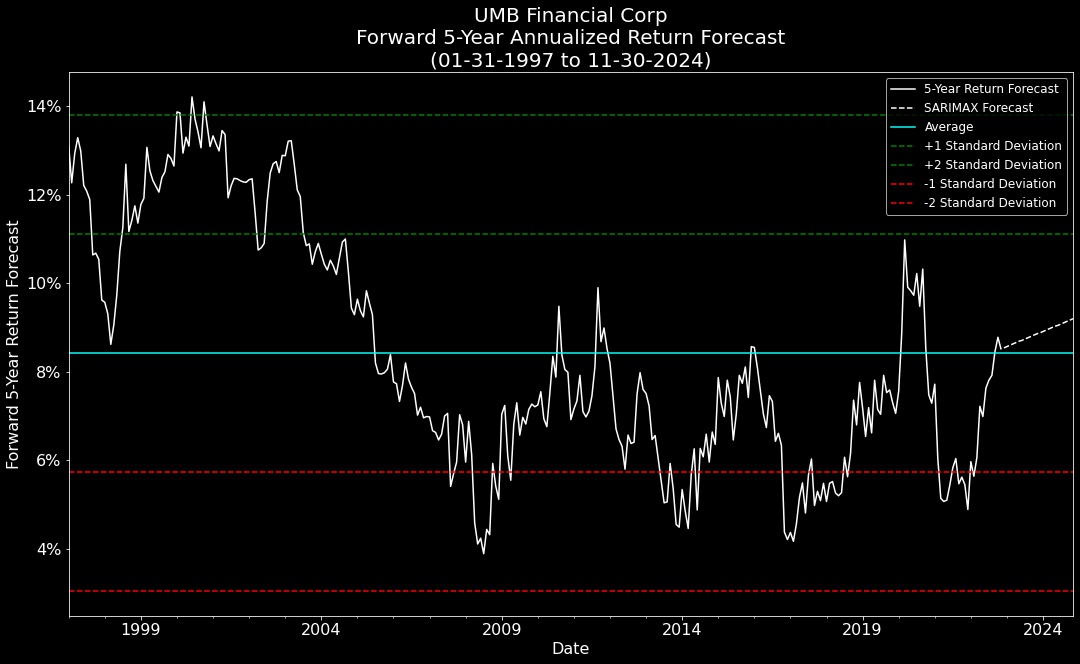 UMB Financial Corp
Forward 5-Year Annualized Return Forecast
(01-31-1997 to 11-30-2024)
5-Year Return Forecast
SARIMAX Forecast
Average
+1 Standard Deviation
+2 Standard Deviation
-1 Standard Deviation
-2 Standard Deviation
Forward 5-Year Return Forecast
14%
12%
10%
8%
6%
4%
1999 2004 2009 2014 2019 2024
Date